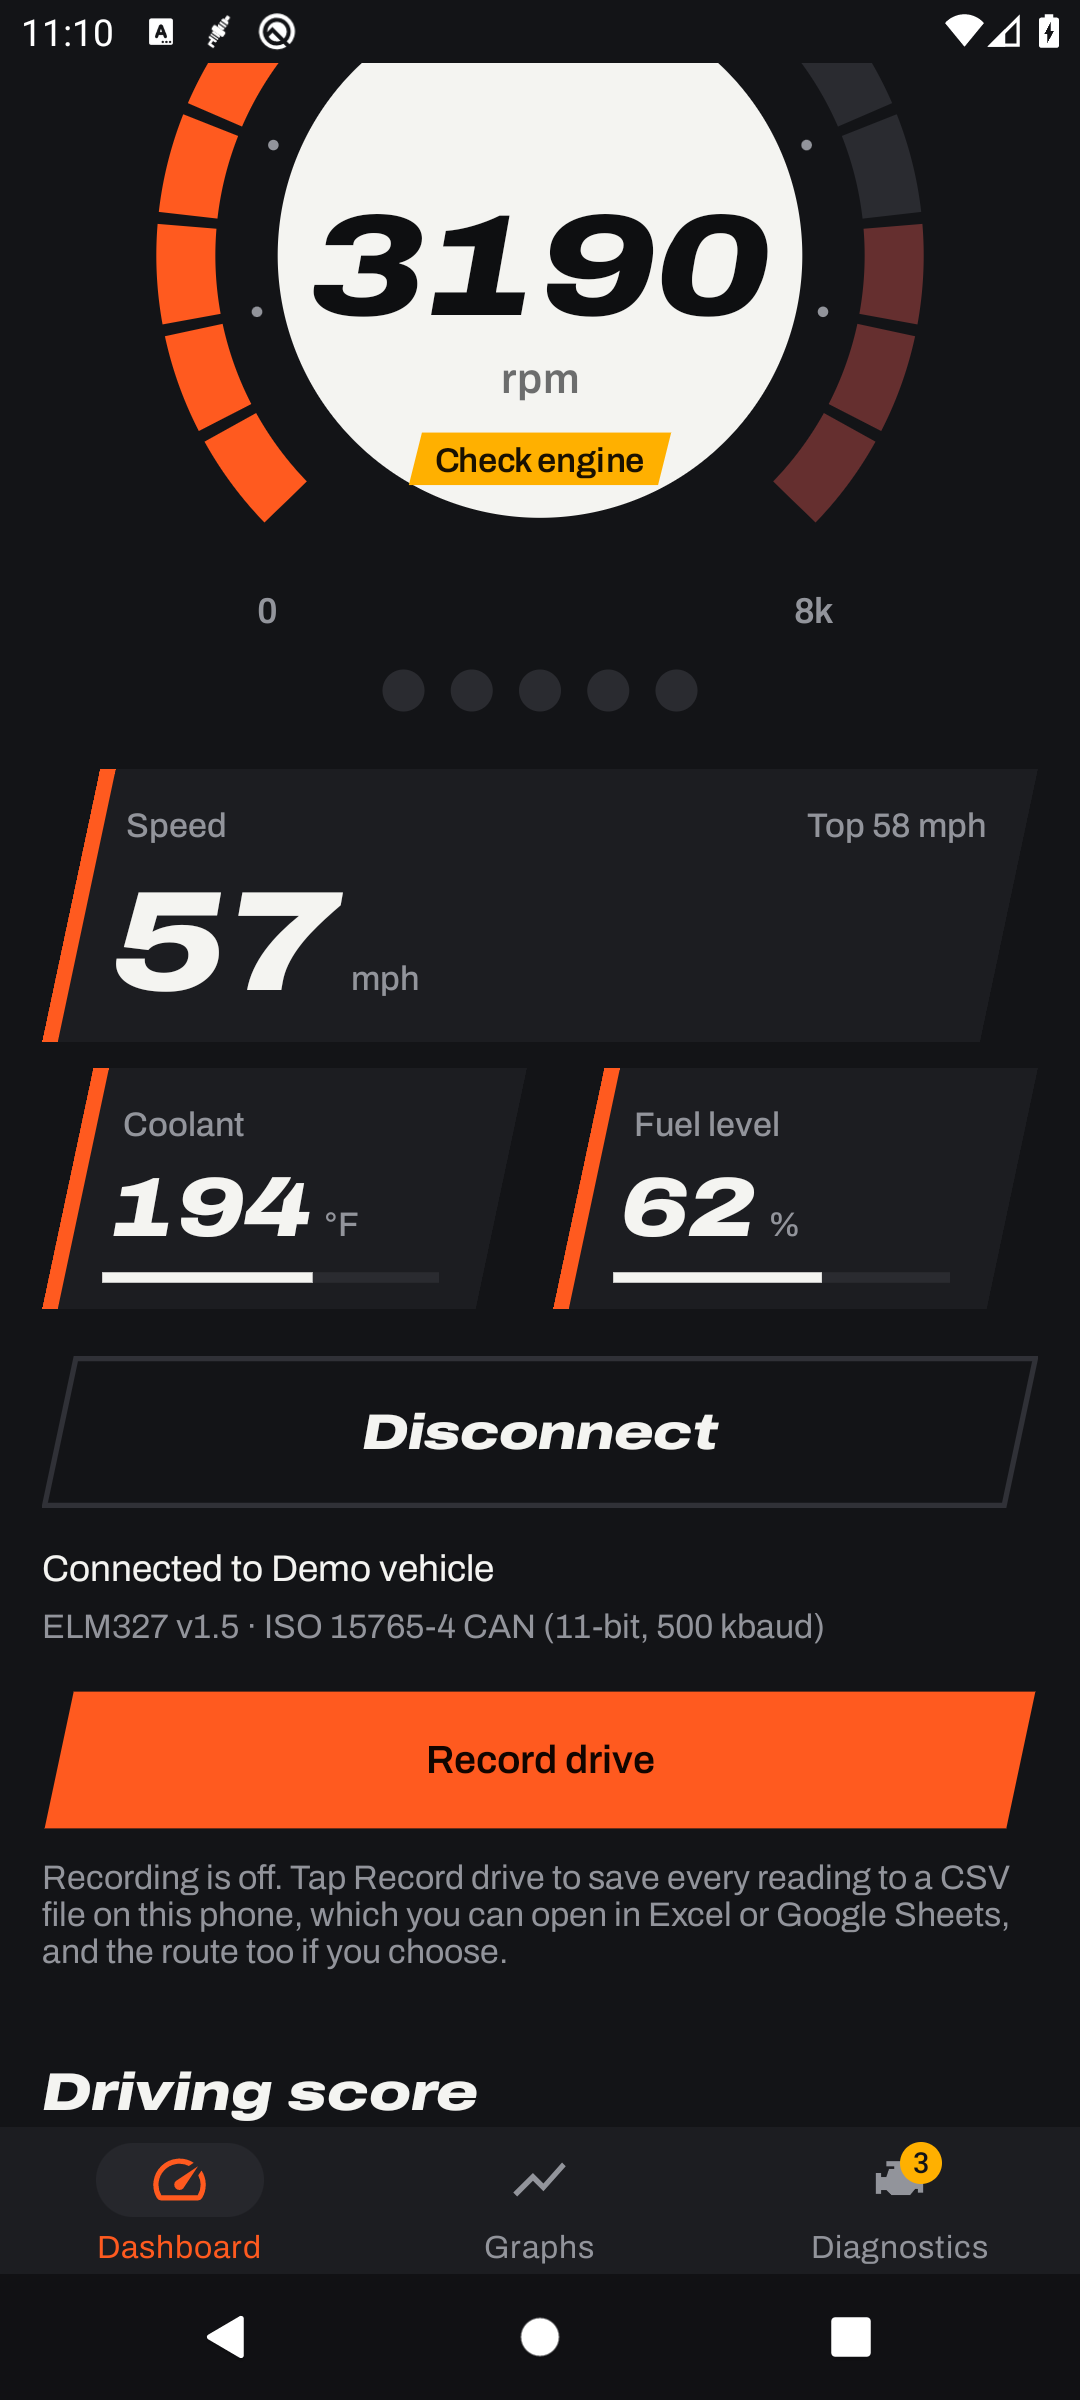 11:10
3190
rpm
Check engine
0
8k
Speed
Top 58 mph
57 mph
Coolant
Fuel level
194 °F
62 %
Disconnect
Connected to Demo vehicle
ELM327 v1.5 · ISO 15765-4 CAN (11-bit, 500 kbaud)
Record drive
Recording is off. Tap Record drive to save every reading to a CSV
file on this phone, which you can open in Excel or Google Sheets,
and the route too if you choose.
Driving score
3
Dashboard
Graphs
Diagnostics